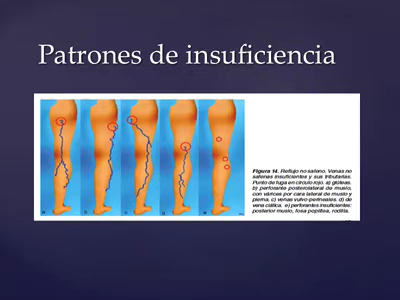 Patrones de insuficiencia
Figura 14. Reflujo no safeno. Venas no
safenas insuficientes y sus tributarias.
Punto de fuga en círculo rojo. a) glúteas.
b) perforante posterolateral de muslo,
con várices por cara lateral de muslo y
pierna, c) venas vulvo-perineales. d) de
vena ciática. e) perforantes insuficientes:
posterior muslo, fosa poplítea, rodilla.
a
b
c
d
e